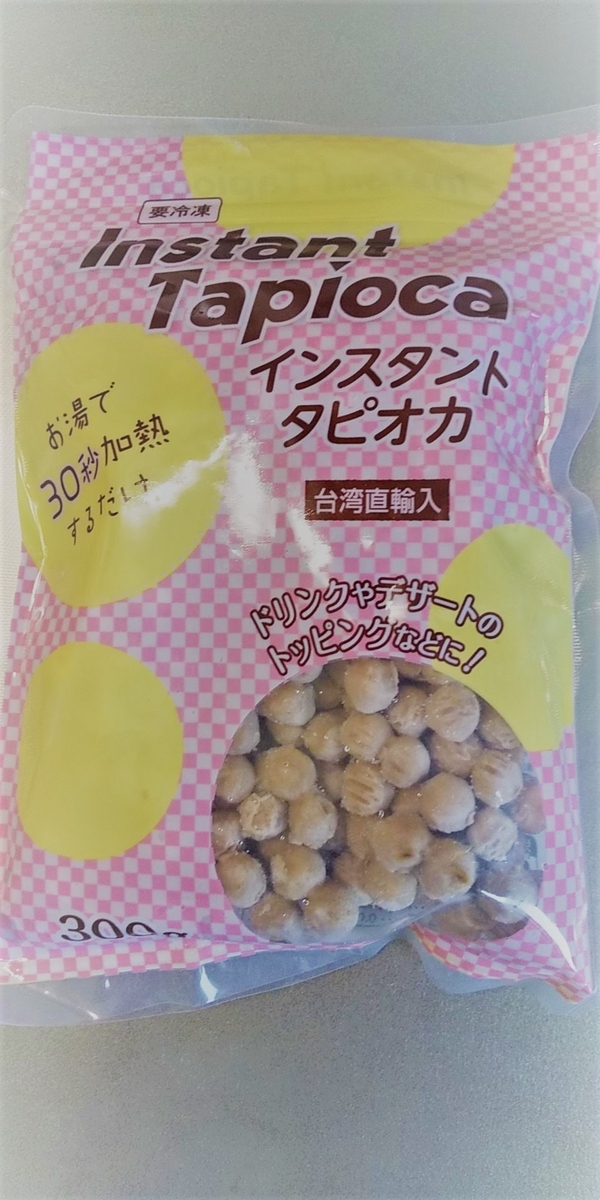 要冷凍
Instant
Tapioca
インスタント
タピオカ
お湯で
30秒加熱
するだけ
台湾直輸入
ドリンクやデザートの
トッピングなどに!
300g